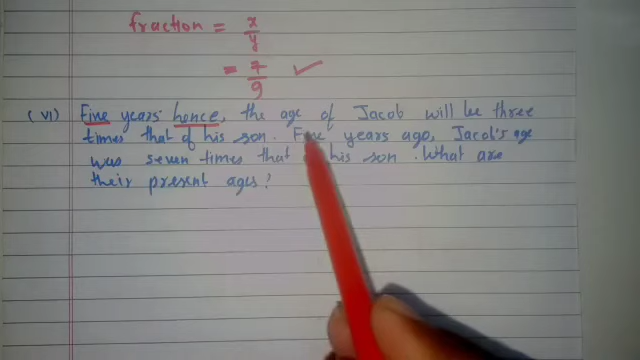 fraction = x/y
= 7/9 ✓
(vi) Five years hence, the age of Jacob will be three
times that of his son. Five years ago, Jacob's age
was seven times that his son. What are
their present ages?